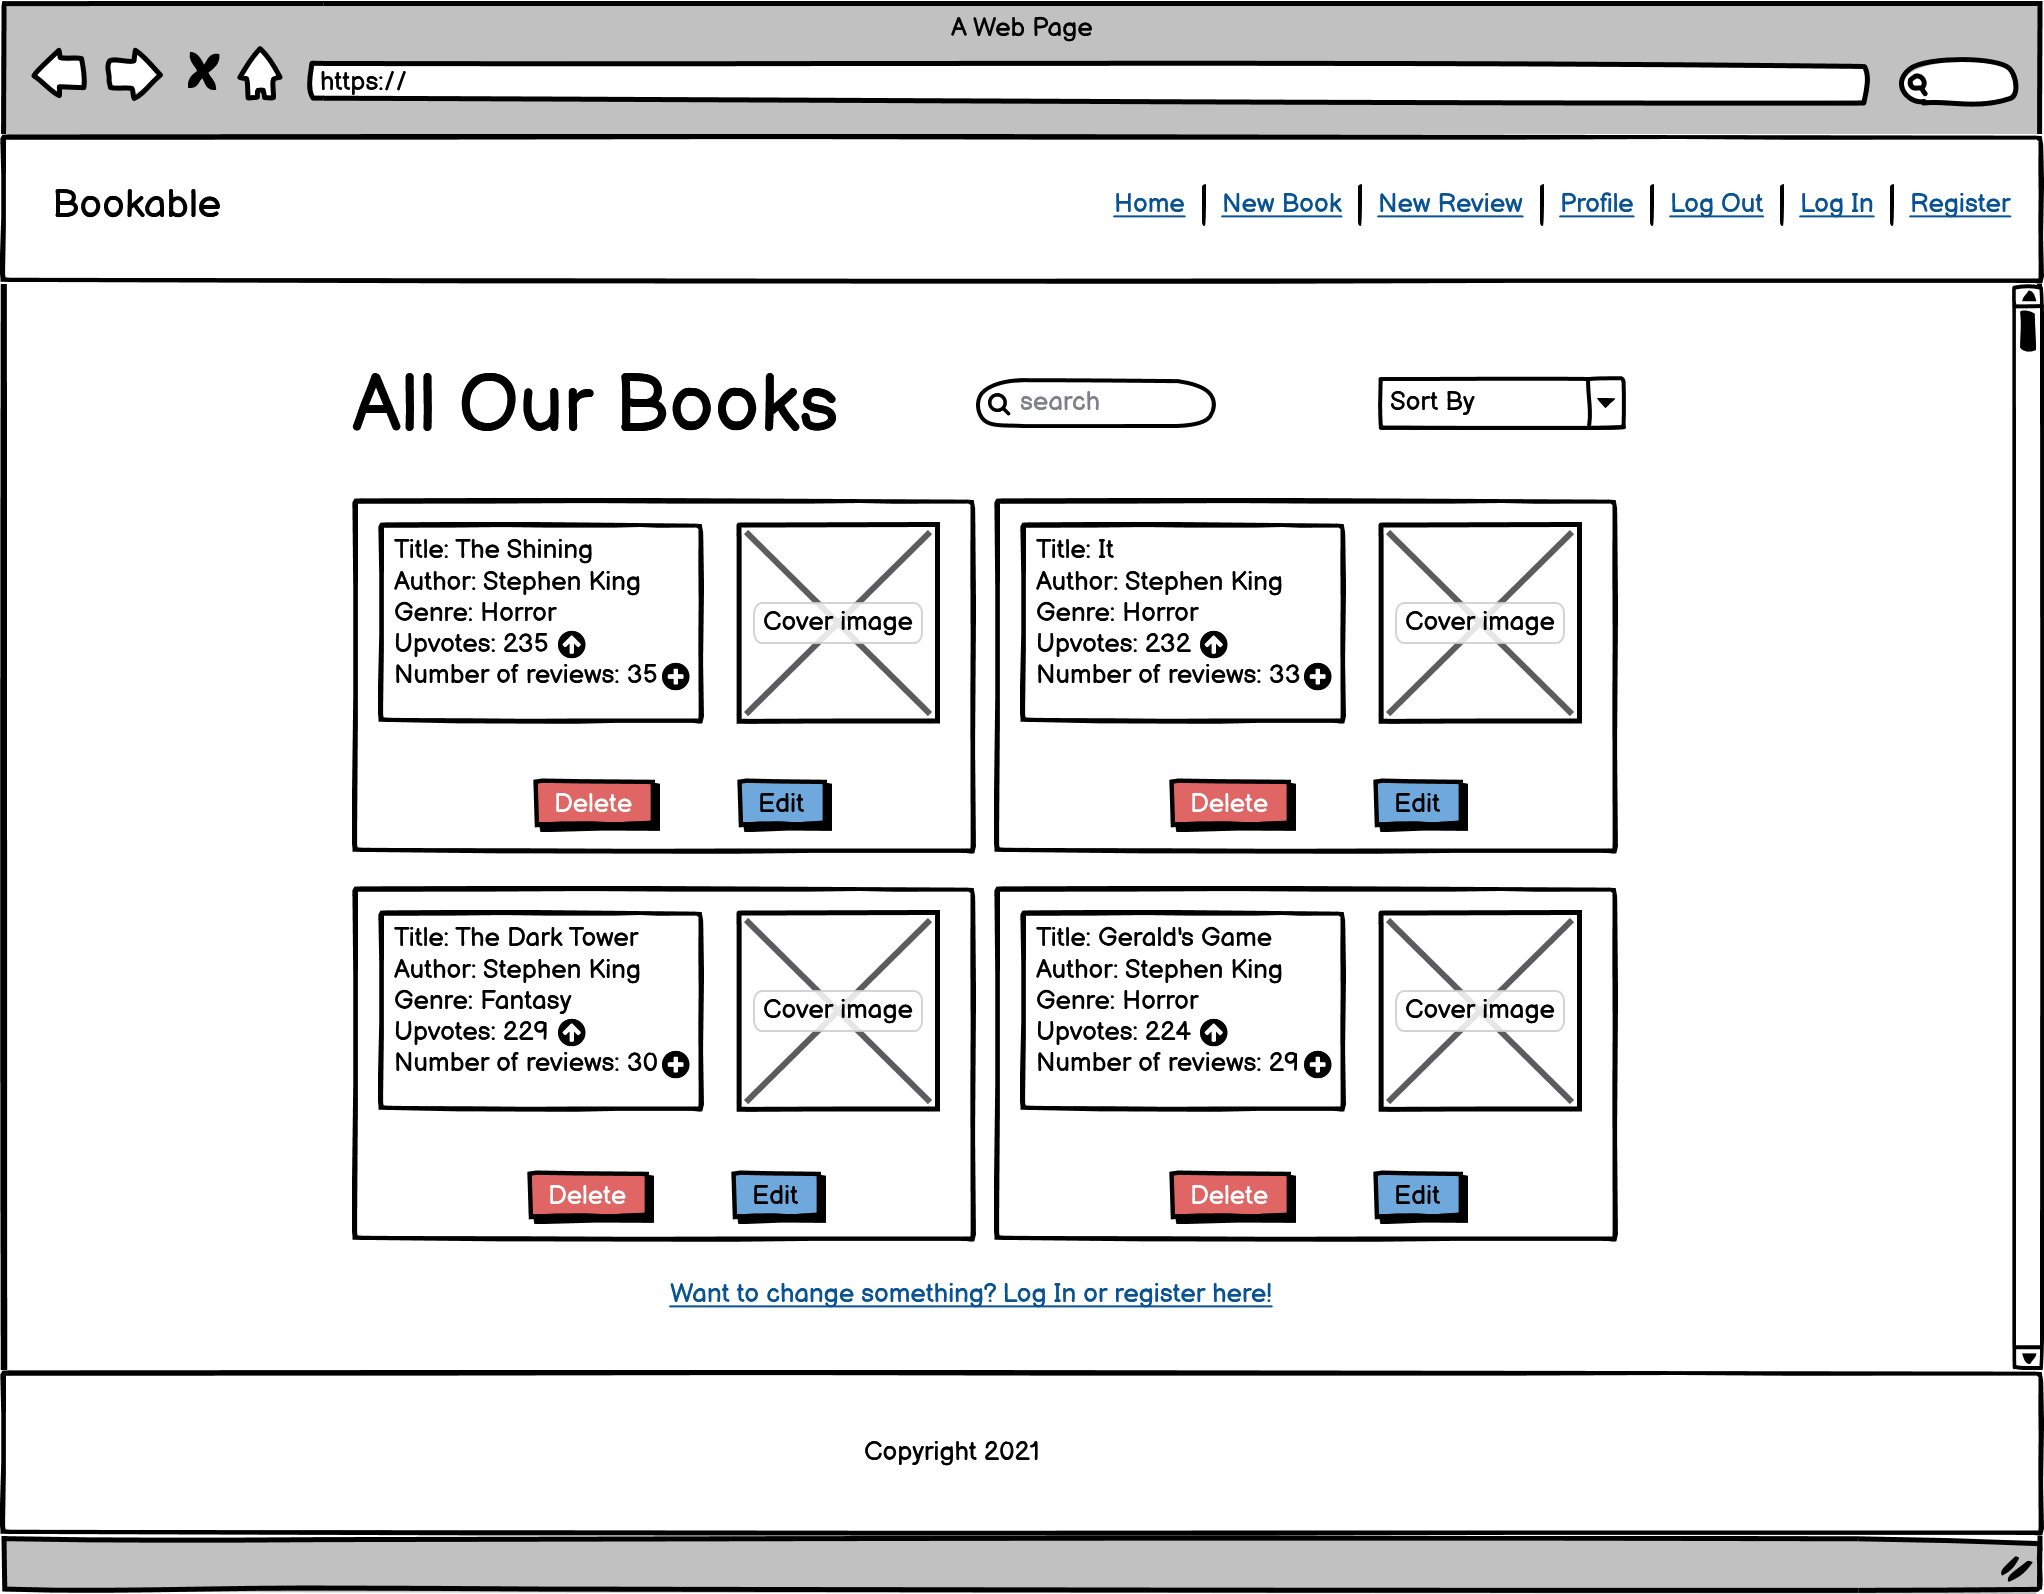 A Web Page
https://
Bookable
Home New Book New Review Profile Log Out Log In Register
All Our Books
search
Sort By
Title: The Shining
Author: Stephen King
Genre: Horror
Upvotes: 235
Number of reviews: 35
Cover image
Delete
Edit
Title: It
Author: Stephen King
Genre: Horror
Upvotes: 232
Number of reviews: 33
Cover image
Delete
Edit
Title: The Dark Tower
Author: Stephen King
Genre: Fantasy
Upvotes: 229
Number of reviews: 30
Cover image
Delete
Edit
Title: Gerald's Game
Author: Stephen King
Genre: Horror
Upvotes: 224
Number of reviews: 29
Cover image
Delete
Edit
Want to change something? Log In or register here!
Copyright 2021